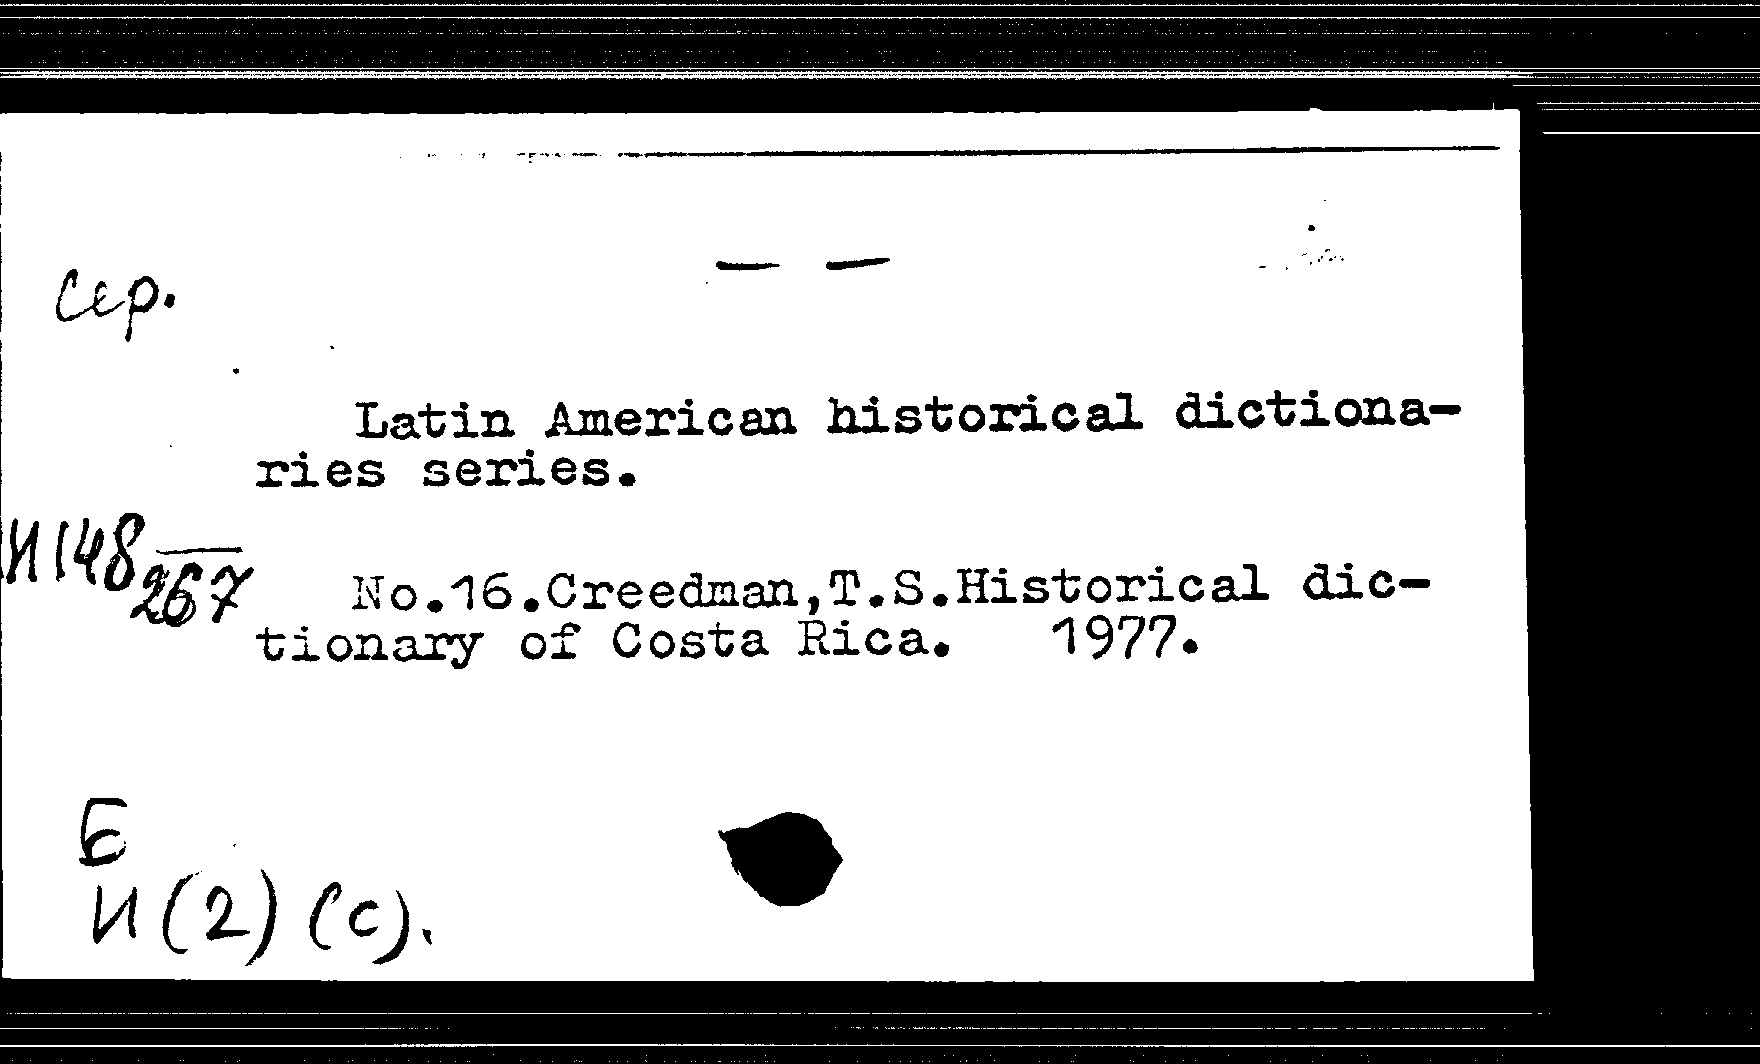 — —
Сер.
Latin American historical dictiona-
ries series.
И148
267
No.16.Creedman,T.S.Historical dic-
tionary of Costa Rica. 1977.
Б
И(2)(с).